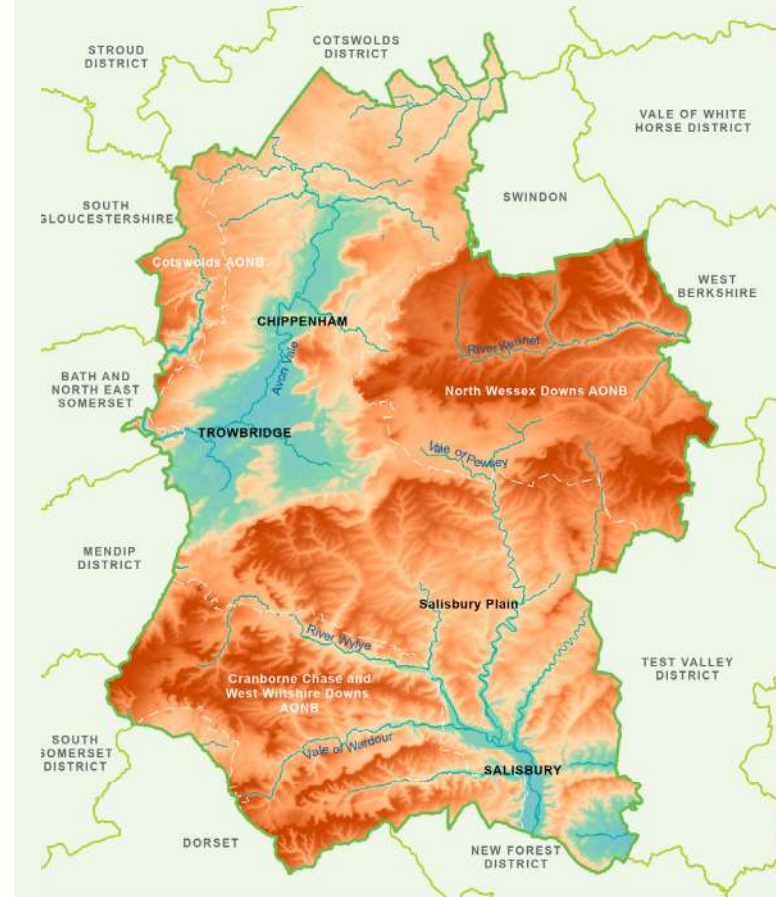 COTSWOLDS
DISTRICT
STROUD
DISTRICT
VALE OF WHITE
HORSE DISTRICT
SWINDON
SOUTH
GLOUCESTERSHIRE
Cotswolds AONB
WEST
BERKSHIRE
CHIPPENHAM
River Kennet
Avon Vale
BATH AND
NORTH EAST
SOMERSET
North Wessex Downs AONB
TROWBRIDGE
Vale of Pewsey
MENDIP
DISTRICT
Salisbury Plain
River Wylye
TEST VALLEY
DISTRICT
Cranborne Chase and
West Wiltshire Downs
AONB
SOUTH
SOMERSET
DISTRICT
Vale of Wardour
SALISBURY
DORSET
NEW FOREST
DISTRICT